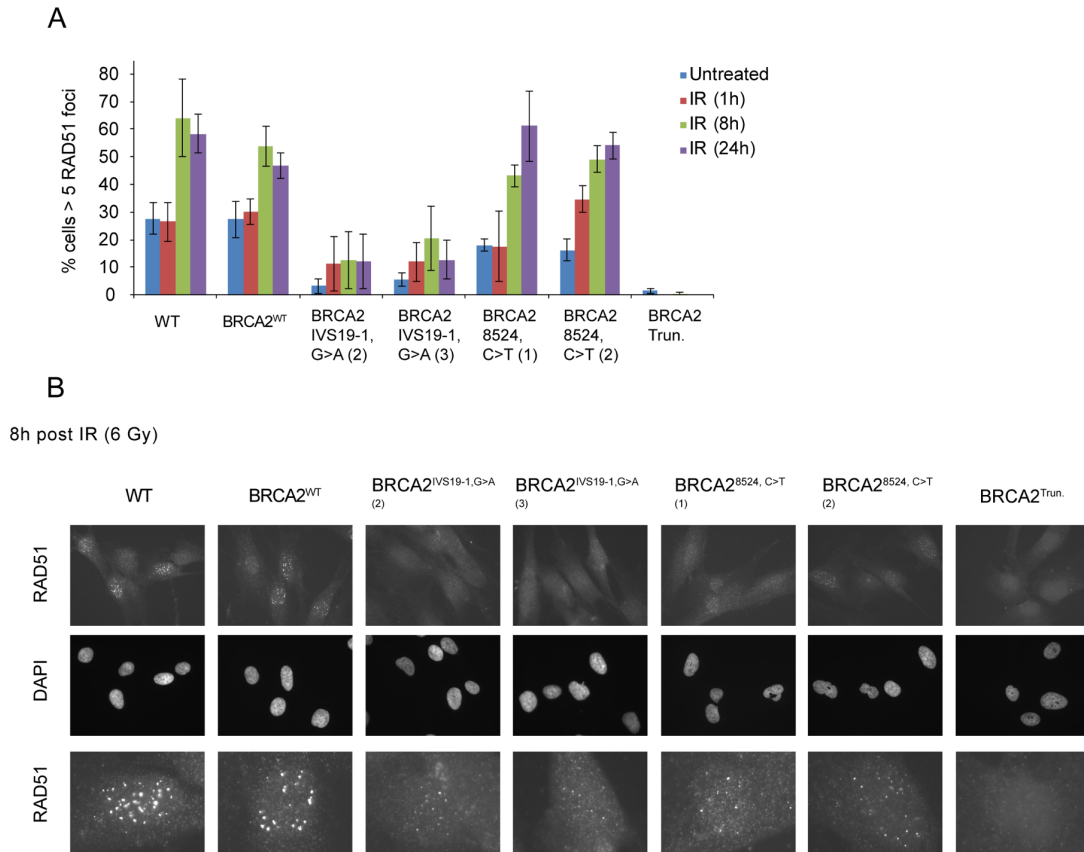 A
% cells > 5 RAD51 foci
80
70
60
50
40
30
20
10
0
Untreated
IR (1h)
IR (8h)
IR (24h)
WT
BRCA2WT
BRCA2
IVS19-1,
G>A (2)
BRCA2
IVS19-1,
G>A (3)
BRCA2
8524,
C>T (1)
BRCA2
8524,
C>T (2)
BRCA2
Trun.
B
8h post IR (6 Gy)
WT
BRCA2WT
BRCA2IVS19-1,G>A
(2)
BRCA2IVS19-1,G>A
(3)
BRCA28524, C>T
(1)
BRCA28524, C>T
(2)
BRCA2Trun.
RAD51
DAPI
RAD51